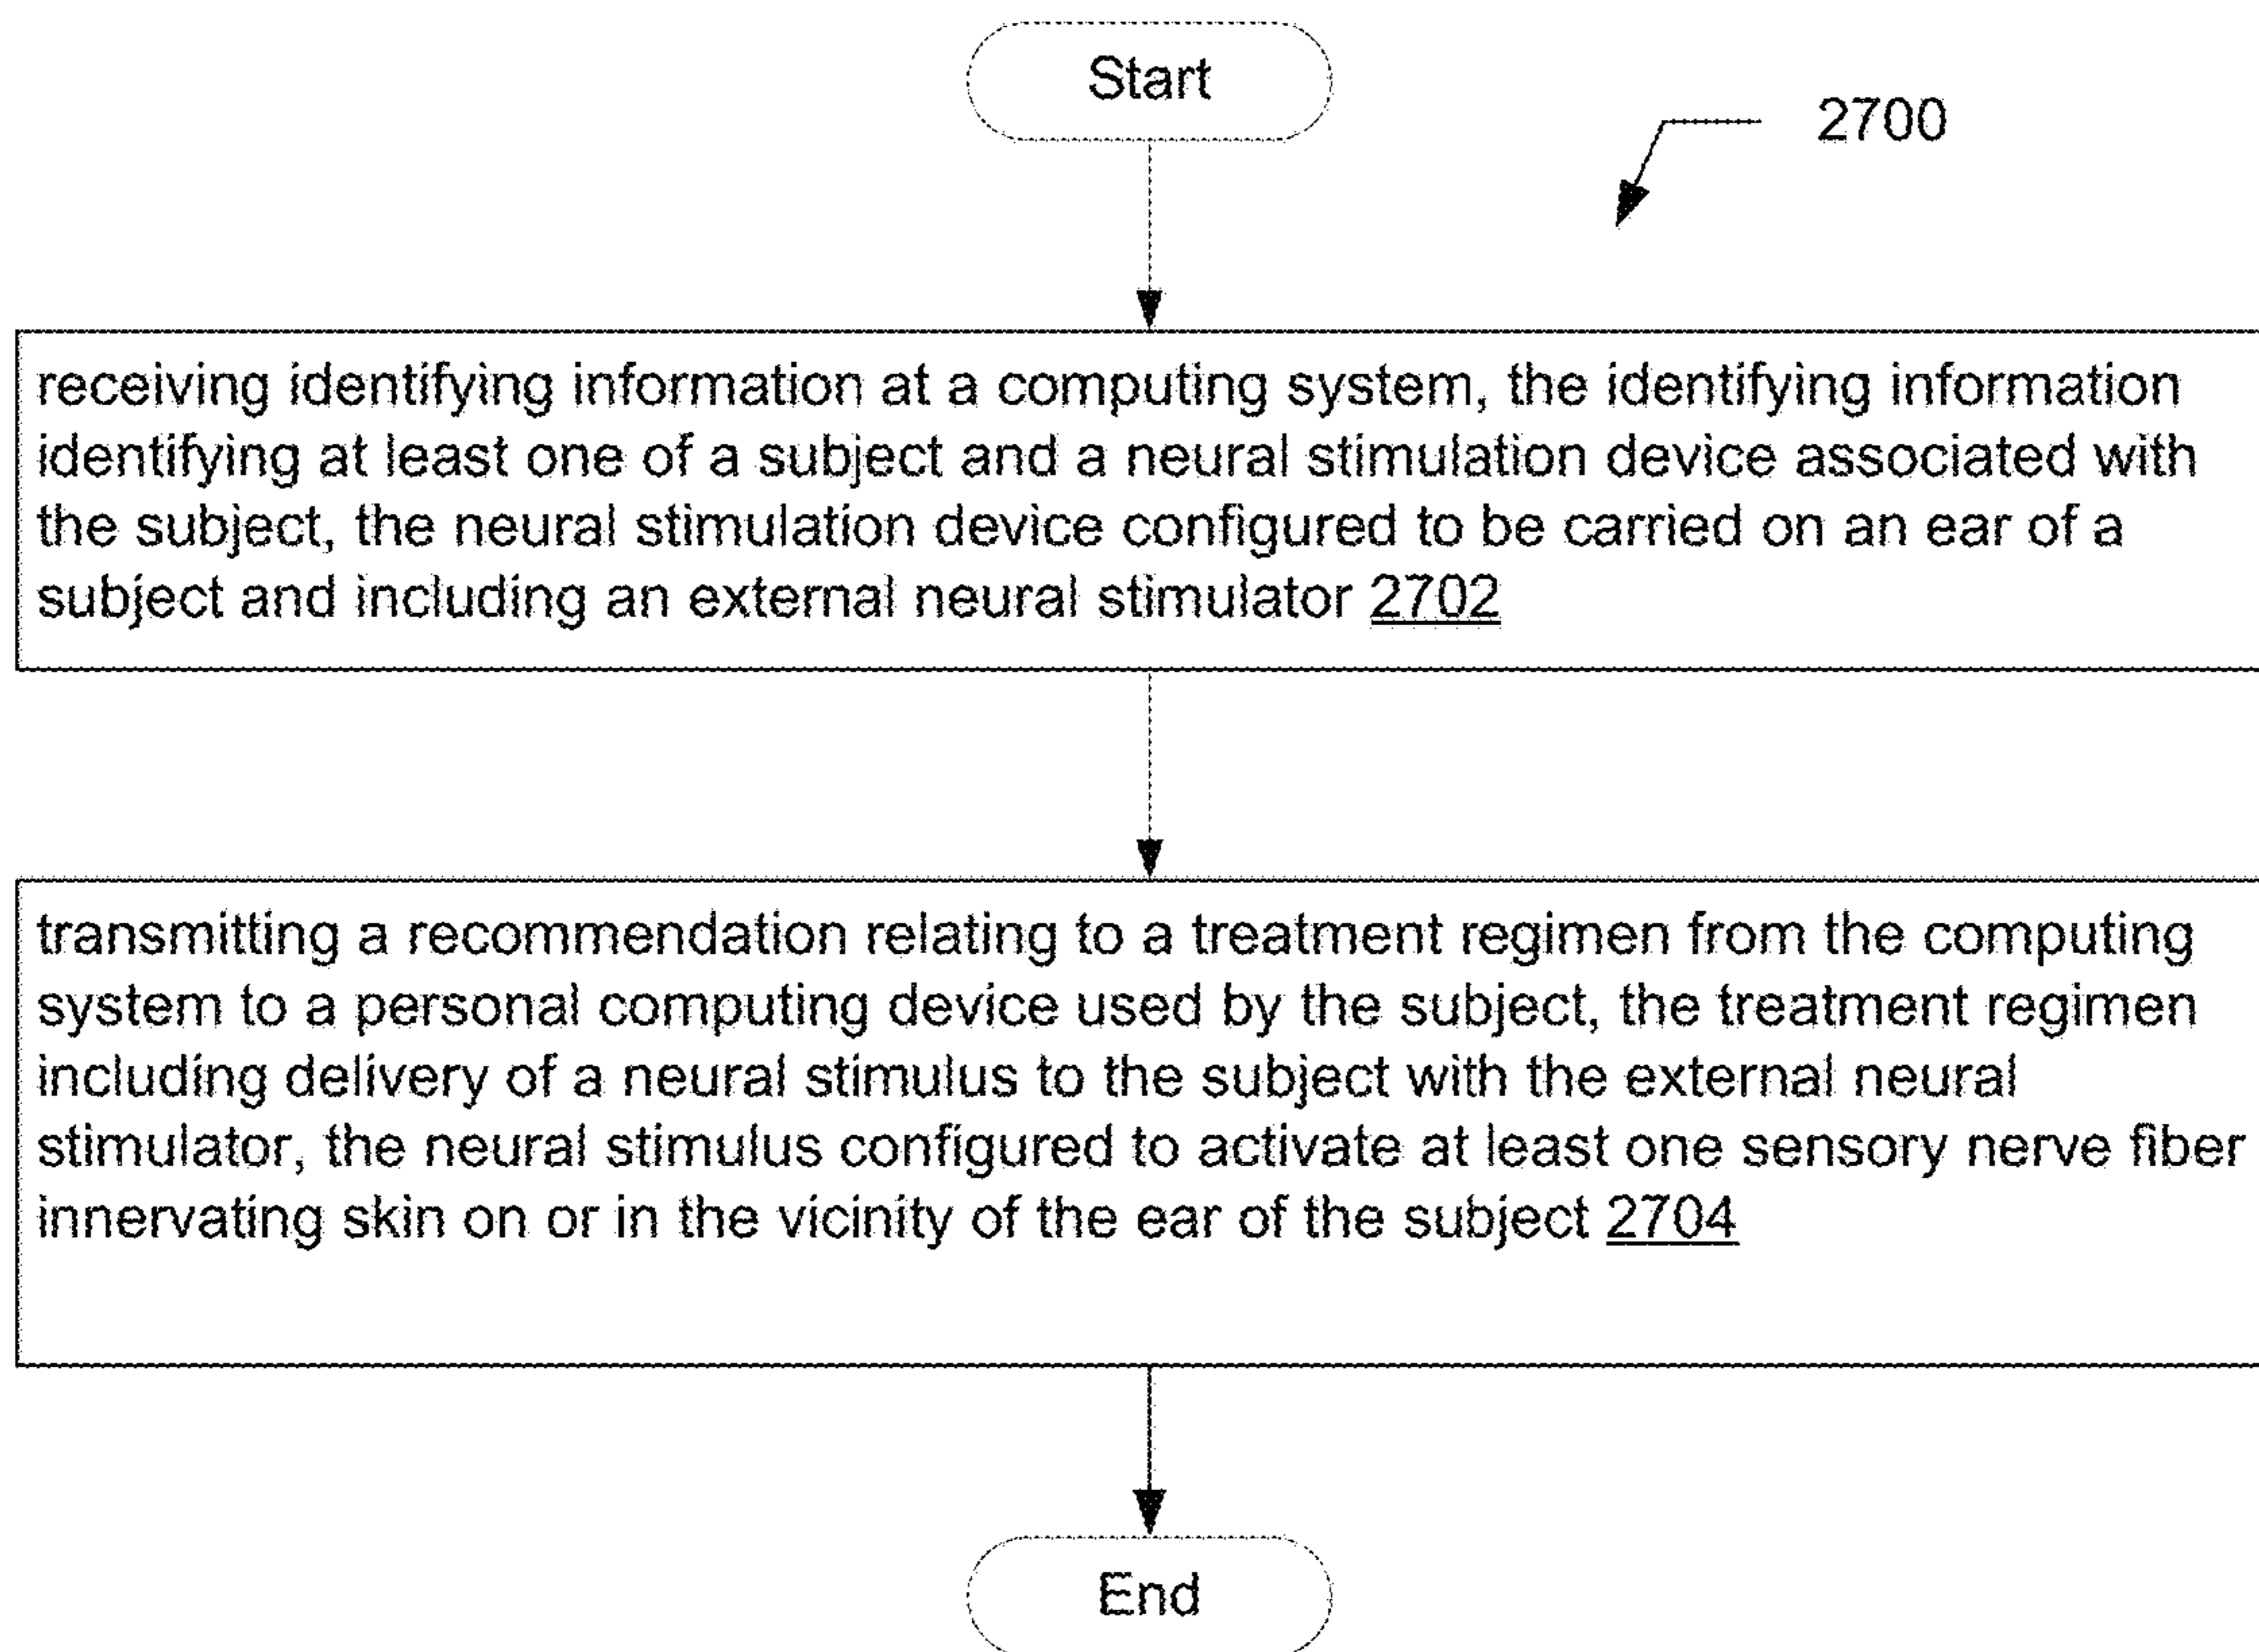 Start
2700
receiving identifying information at a computing system, the identifying information
identifying at least one of a subject and a neural stimulation device associated with
the subject, the neural stimulation device configured to be carried on an ear of a
subject and including an external neural stimulator 2702
transmitting a recommendation relating to a treatment regimen from the computing
system to a personal computing device used by the subject, the treatment regimen
including delivery of a neural stimulus to the subject with the external neural
stimulator, the neural stimulus configured to activate at least one sensory nerve fiber
innervating skin on or in the vicinity of the ear of the subject 2704
End